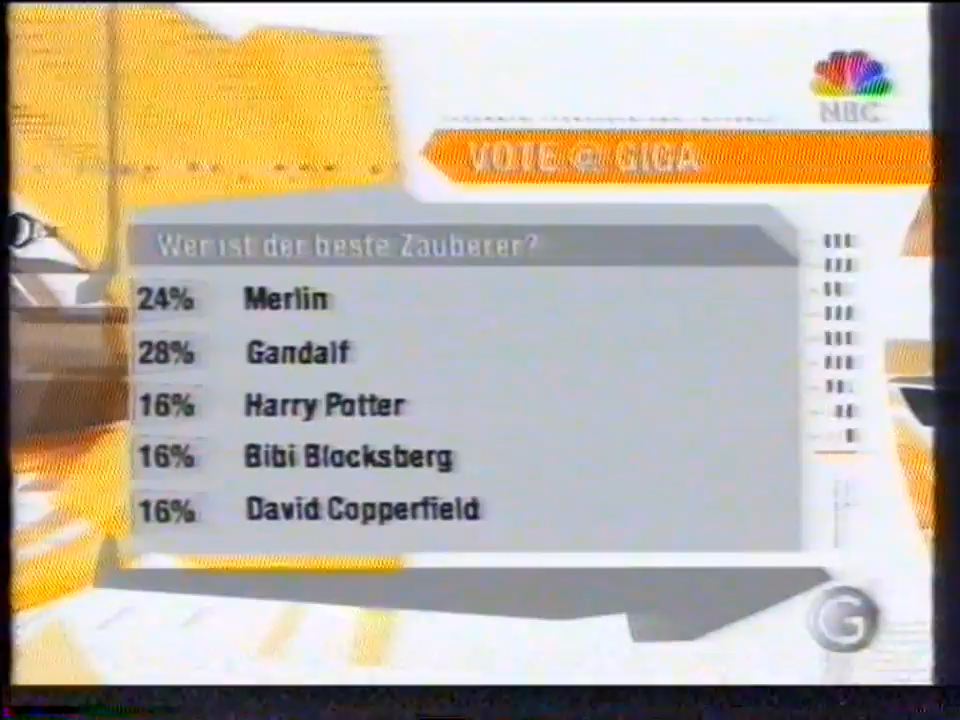 NBC
VOTE @ GIGA
Wer ist der beste Zauberer?
24% Merlin
28% Gandalf
16% Harry Potter
16% Bibi Blocksberg
16% David Copperfield
G